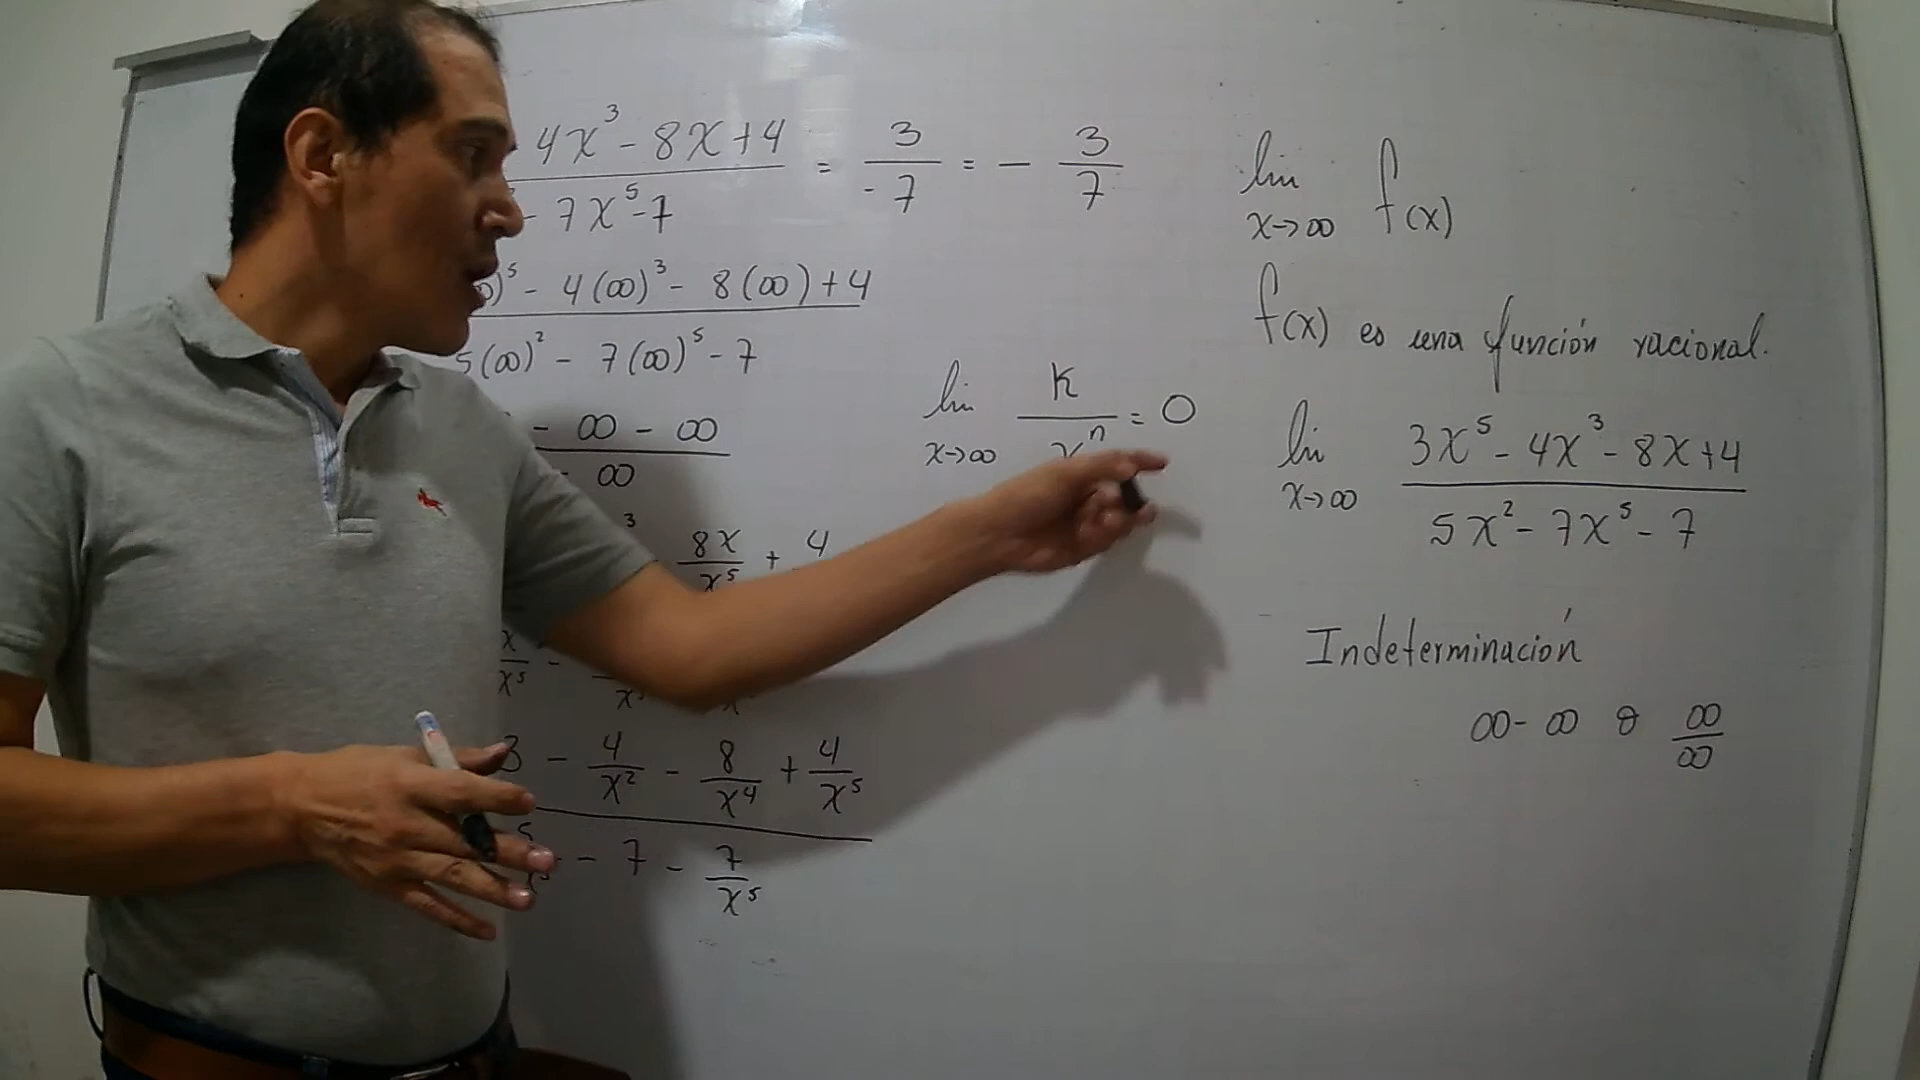 4x³ - 8x + 4 / - 7x⁵ - 7 = 3 / -7 = - 3 / 7
)⁵ - 4(∞)³ - 8(∞) + 4
5(∞)² - 7(∞)⁵ - 7
- ∞ - ∞
∞
8x / x⁵ + 4
3 - 4/x² - 8/x⁴ + 4/x⁵
- 7 - 7/x⁵
lim x→∞ K / xⁿ = 0
lim x→∞ f(x)
f(x) es una función racional.
lim x→∞ 3x⁵ - 4x³ - 8x + 4 / 5x² - 7x⁵ - 7
Indeterminación
∞ - ∞ o ∞/∞